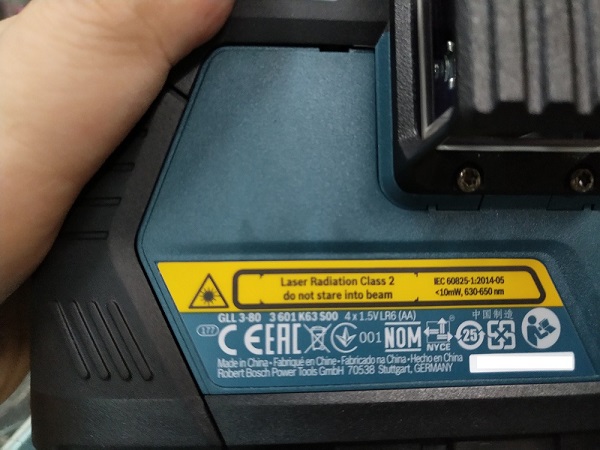 Laser Radiation Class 2
do not stare into beam
IEC 60825-1:2014-05
<10mW, 630-650 nm
GLL 3-80 3 601 K63 S00 4 x 1.5V LR6 (AA)
中国制造
177 CE EAC 001 NOM NYCE 25
Made in China • Fabriqué en Chine • Fabricado na China • Hecho en China
Robert Bosch Power Tools GmbH 70538 Stuttgart, GERMANY